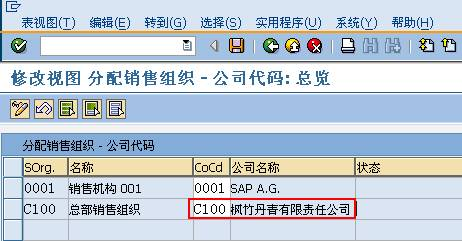 表视图(T) 编辑(E) 转到(G) 选择(S) 实用程序(U) 系统(Y) 帮助(H)
修改视图 分配销售组织 - 公司代码: 总览
分配销售组织 - 公司代码
SOrg. 名称 CoCd 公司名称 状态
0001 销售机构 001 0001 SAP A.G.
C100 总部销售组织 C100 枫竹丹青有限责任公司